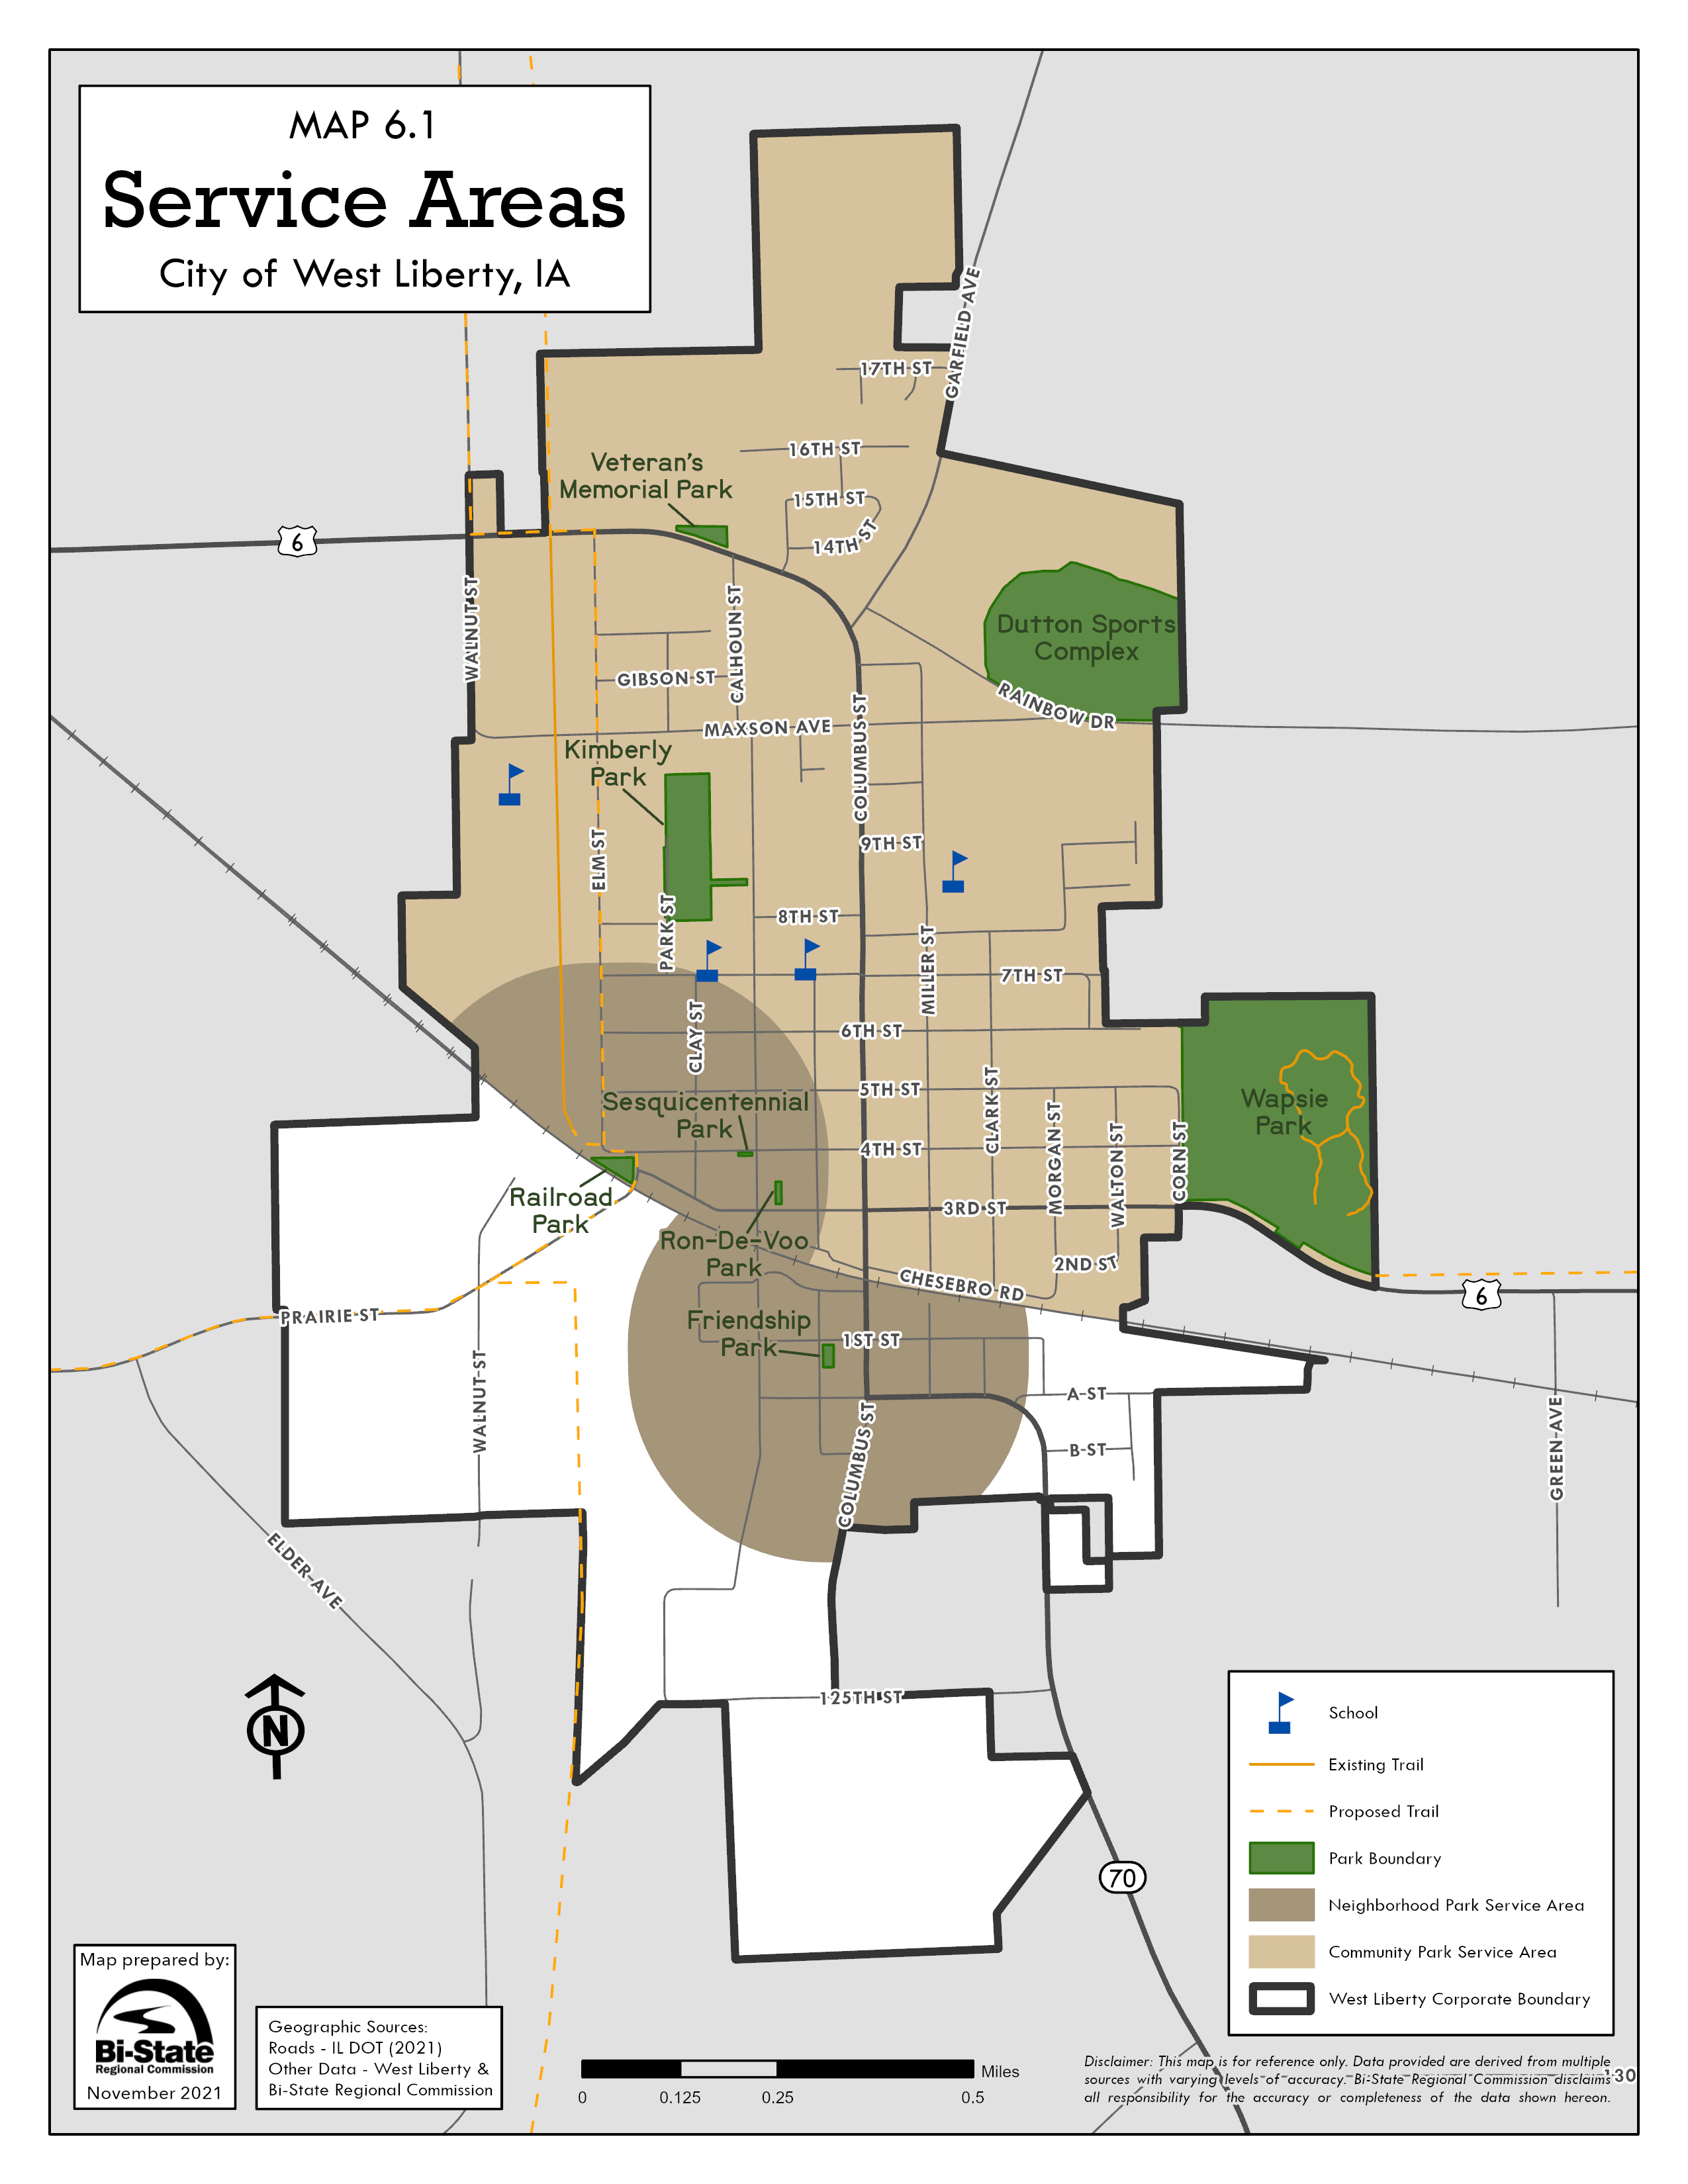 MAP 6.1
Service Areas
City of West Liberty, IA
GARFIELD AVE
17TH ST
16TH ST
Veteran's
Memorial Park
15TH ST
14TH ST
6
WALNUT ST
CALHOUN ST
Dutton Sports
Complex
GIBSON ST
RAINBOW DR
MAXSON AVE
COLUMBUS ST
Kimberly
Park
ELM ST
9TH ST
PARK ST
8TH ST
MILLER ST
7TH ST
CLAY ST
6TH ST
5TH ST
CLARK ST
Sesquicentennial
Park
MORGAN ST
WALTON ST
CORN ST
Wapsie
Park
4TH ST
Railroad
Park
3RD ST
Ron-De-Voo
Park
2ND ST
CHESEBRO RD
6
PRAIRIE ST
Friendship
Park
1ST ST
WALNUT ST
A ST
B ST
COLUMBUS ST
GREEN AVE
ELDER AVE
125TH ST
N
70
School
Existing Trail
Proposed Trail
Park Boundary
Neighborhood Park Service Area
Community Park Service Area
West Liberty Corporate Boundary
Map prepared by:
Bi-State
Regional Commission
November 2021
Geographic Sources:
Roads - IL DOT (2021)
Other Data - West Liberty &
Bi-State Regional Commission
Miles
0 0.125 0.25 0.5
Disclaimer: This map is for reference only. Data provided are derived from multiple
sources with varying levels of accuracy. Bi-State Regional Commission disclaims
all responsibility for the accuracy or completeness of the data shown hereon.
130